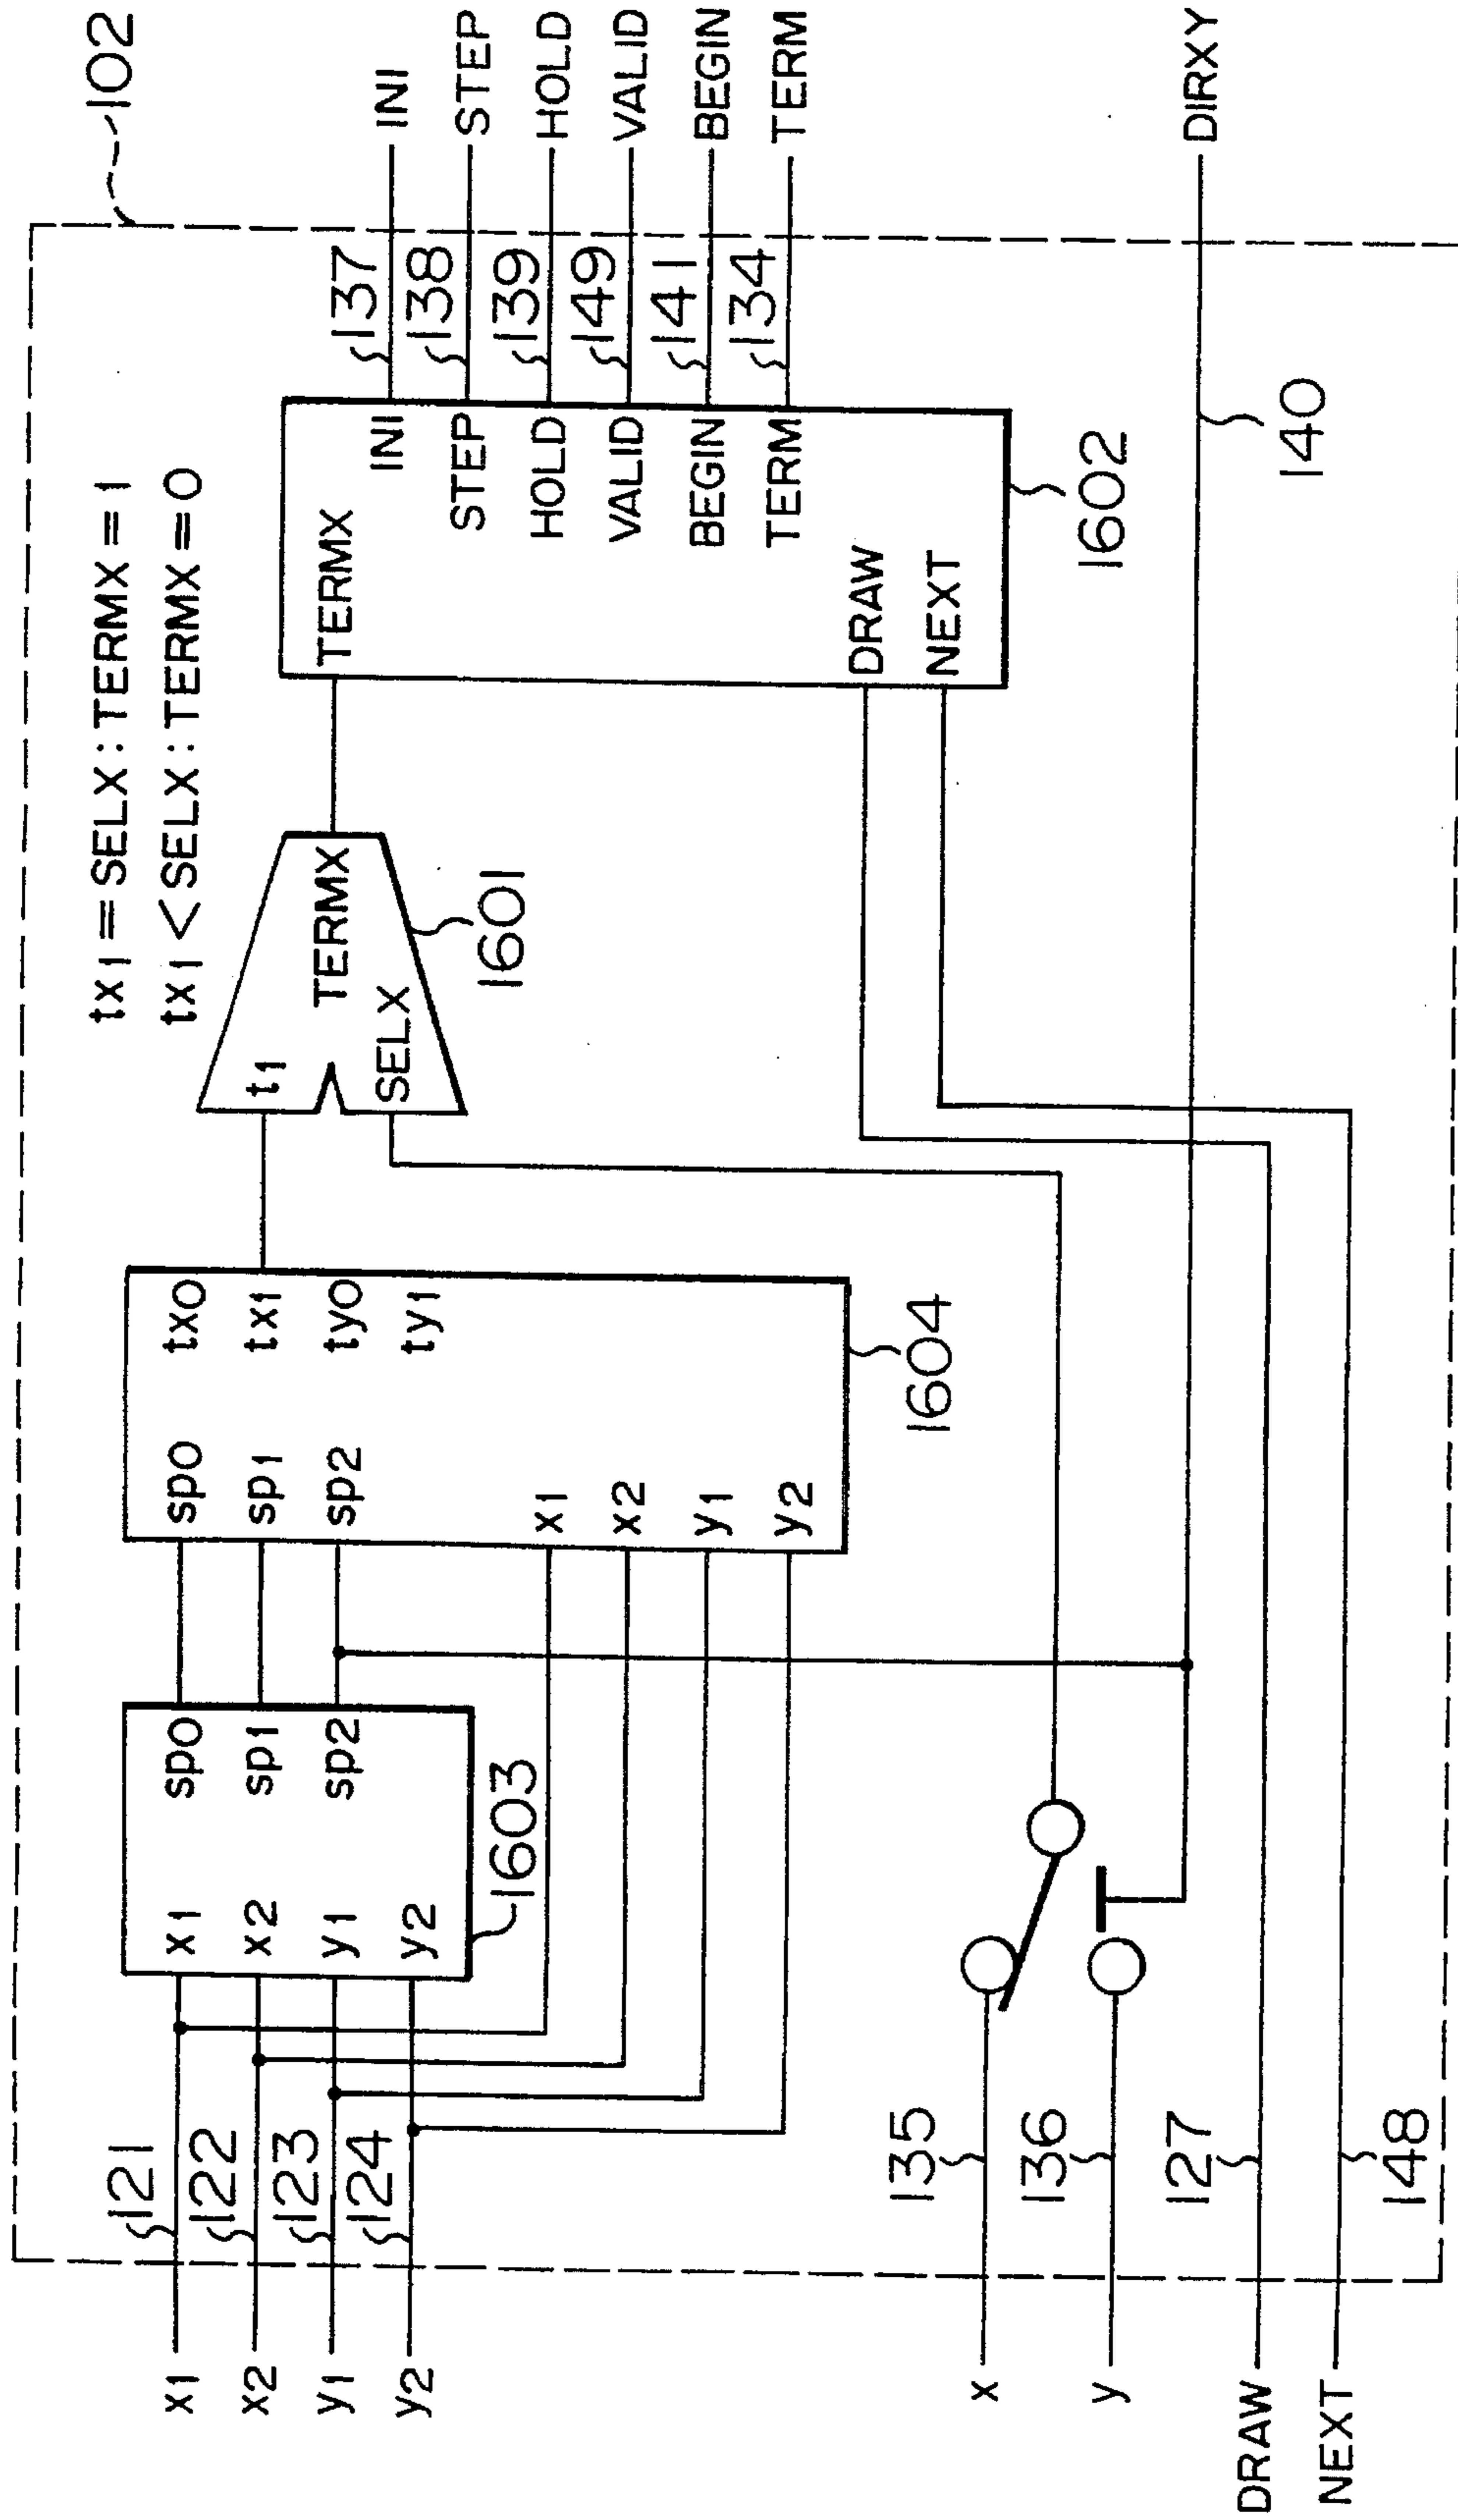 102
tx1=SELX:TERMX=1
tx1<SELX:TERMX=0
x1
x2
y1
y2
121
122
123
124
x1
x2
y1
y2
sp0
sp1
sp2
1603
sp0
sp1
sp2
x1
x2
y1
y2
tx0
tx1
ty0
ty1
1604
t1
SELX
TERMX
1601
TERMX
INI
STEP
HOLD
VALID
BEGIN
TERM
DRAW
NEXT
1602
137
138
139
149
141
134
INI
STEP
HOLD
VALID
BEGIN
TERM
x
y
135
136
DRAW
NEXT
127
148
140
DIRXY